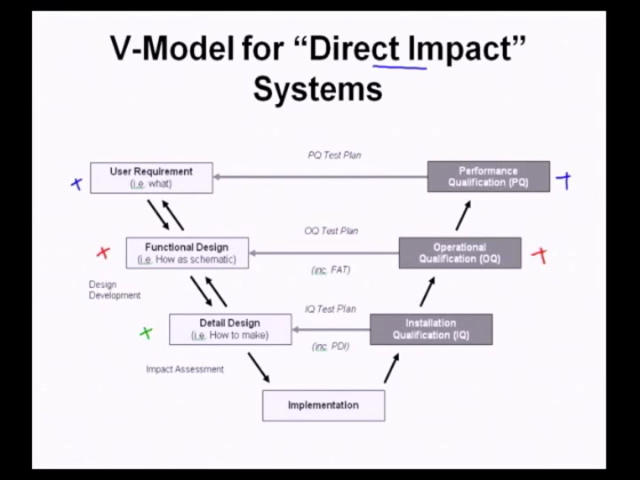 V-Model for “Direct Impact”
Systems
PQ Test Plan
User Requirement
(i.e. what)
Performance
Qualification (PQ)
OQ Test Plan
Functional Design
(i.e. How as schematic)
Operational
Qualification (OQ)
(inc. FAT)
Design
Development
IQ Test Plan
Detail Design
(i.e. How to make)
Installation
Qualification (IQ)
(inc. PDI)
Impact Assessment
Implementation